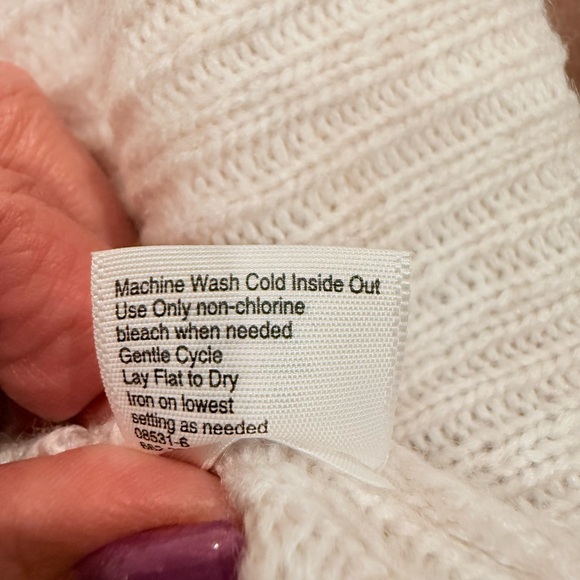 Machine Wash Cold Inside Out
Use Only non-chlorine
bleach when needed
Gentle Cycle
Lay Flat to Dry
Iron on lowest
setting as needed
08531-6